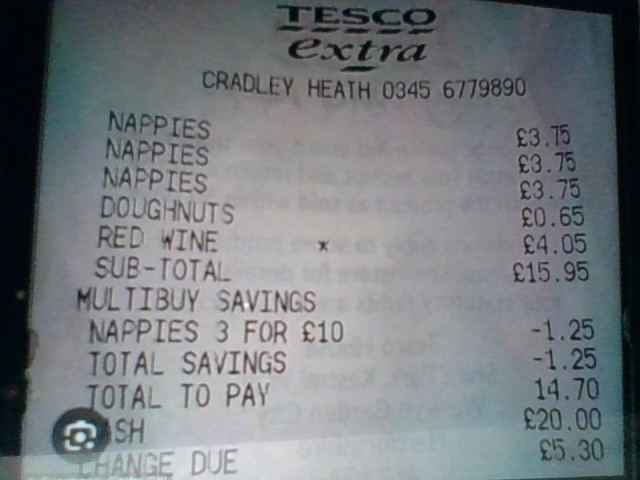 TESCO
extra
CRADLEY HEATH 0345 6779890
NAPPIES £3.75
NAPPIES £3.75
NAPPIES £3.75
DOUGHNUTS £0.65
RED WINE * £4.05
SUB-TOTAL £15.95
MULTIBUY SAVINGS
NAPPIES 3 FOR £10 -1.25
TOTAL SAVINGS -1.25
TOTAL TO PAY 14.70
ASH £20.00
CHANGE DUE £5.30